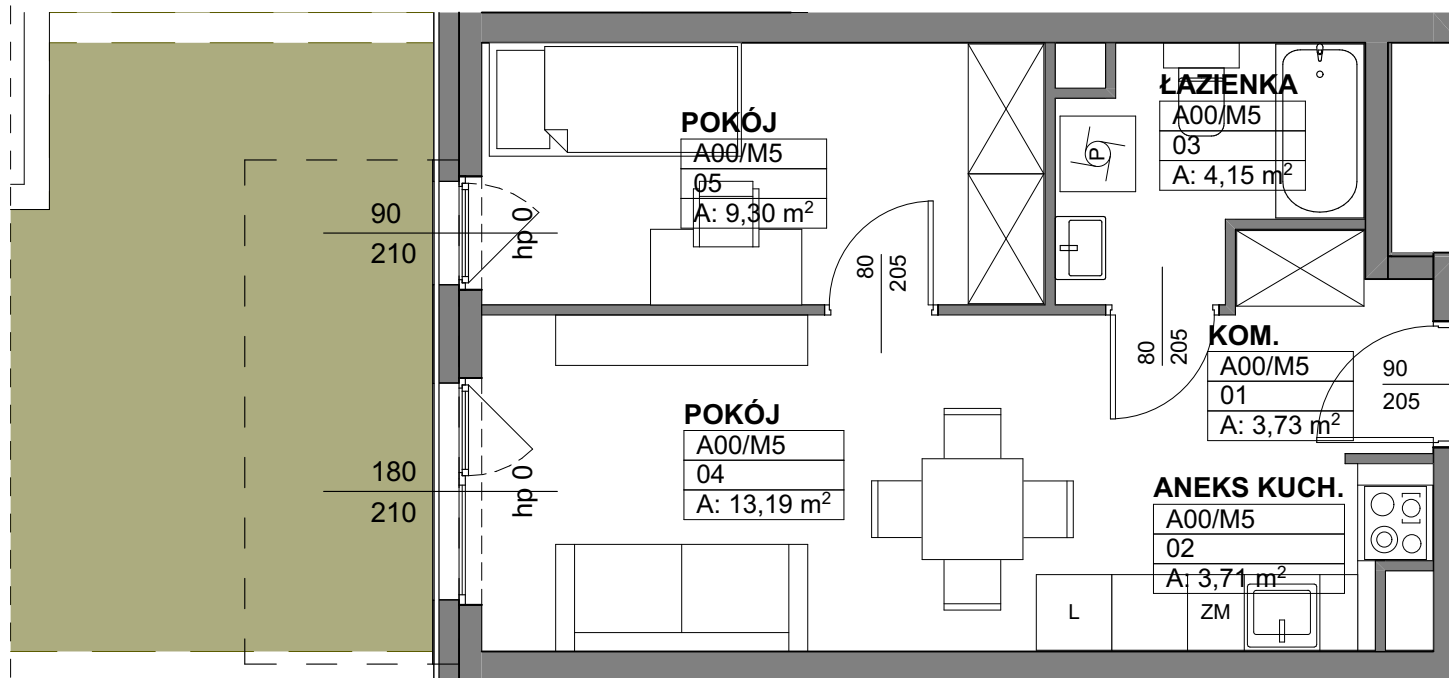 POKÓJ
A00/M5
05
A: 9,30 m²
ŁAZIENKA
A00/M5
03
A: 4,15 m²
P
90
210
hp 0
80
205
80
205
KOM.
A00/M5
01
A: 3,73 m²
90
205
POKÓJ
A00/M5
04
A: 13,19 m²
180
210
hp 0
ANEKS KUCH.
A00/M5
02
A: 3,71 m²
L
ZM